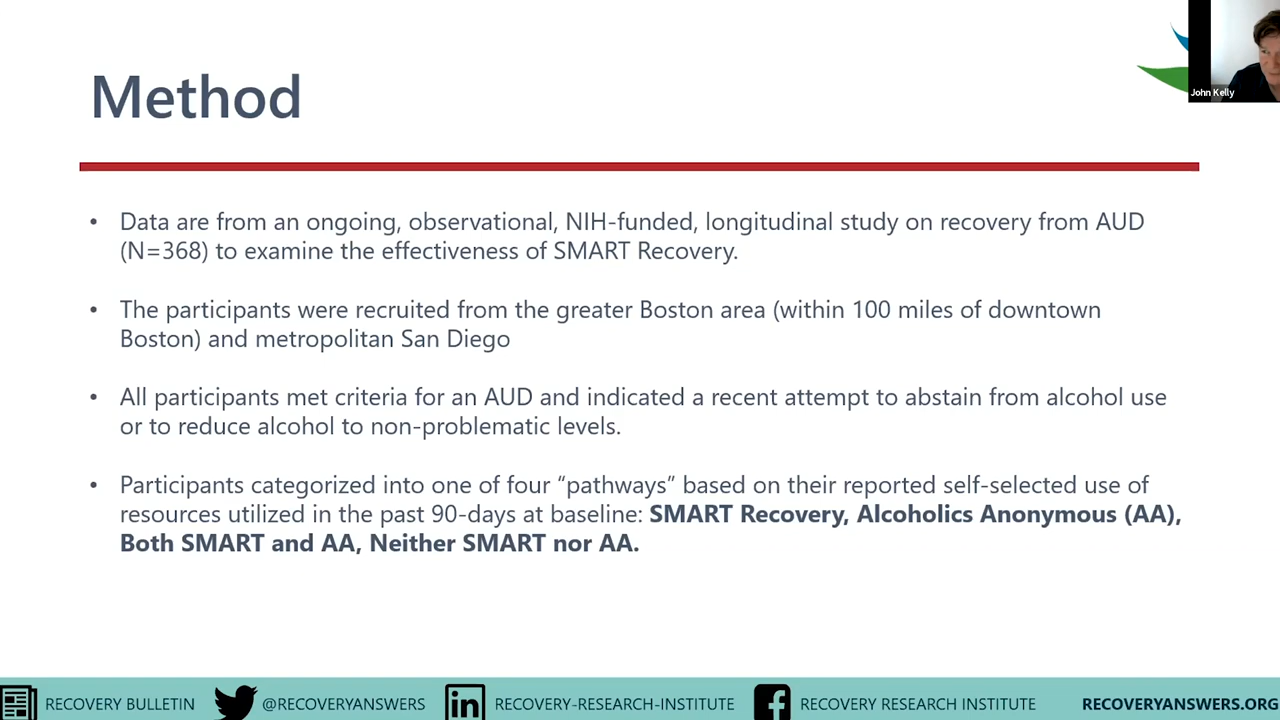 John Kelly
Method
• Data are from an ongoing, observational, NIH-funded, longitudinal study on recovery from AUD
(N=368) to examine the effectiveness of SMART Recovery.
• The participants were recruited from the greater Boston area (within 100 miles of downtown
Boston) and metropolitan San Diego
• All participants met criteria for an AUD and indicated a recent attempt to abstain from alcohol use
or to reduce alcohol to non-problematic levels.
• Participants categorized into one of four “pathways” based on their reported self-selected use of
resources utilized in the past 90-days at baseline: SMART Recovery, Alcoholics Anonymous (AA),
Both SMART and AA, Neither SMART nor AA.
RECOVERY BULLETIN @RECOVERYANSWERS in RECOVERY-RESEARCH-INSTITUTE f RECOVERY RESEARCH INSTITUTE RECOVERYANSWERS.ORG